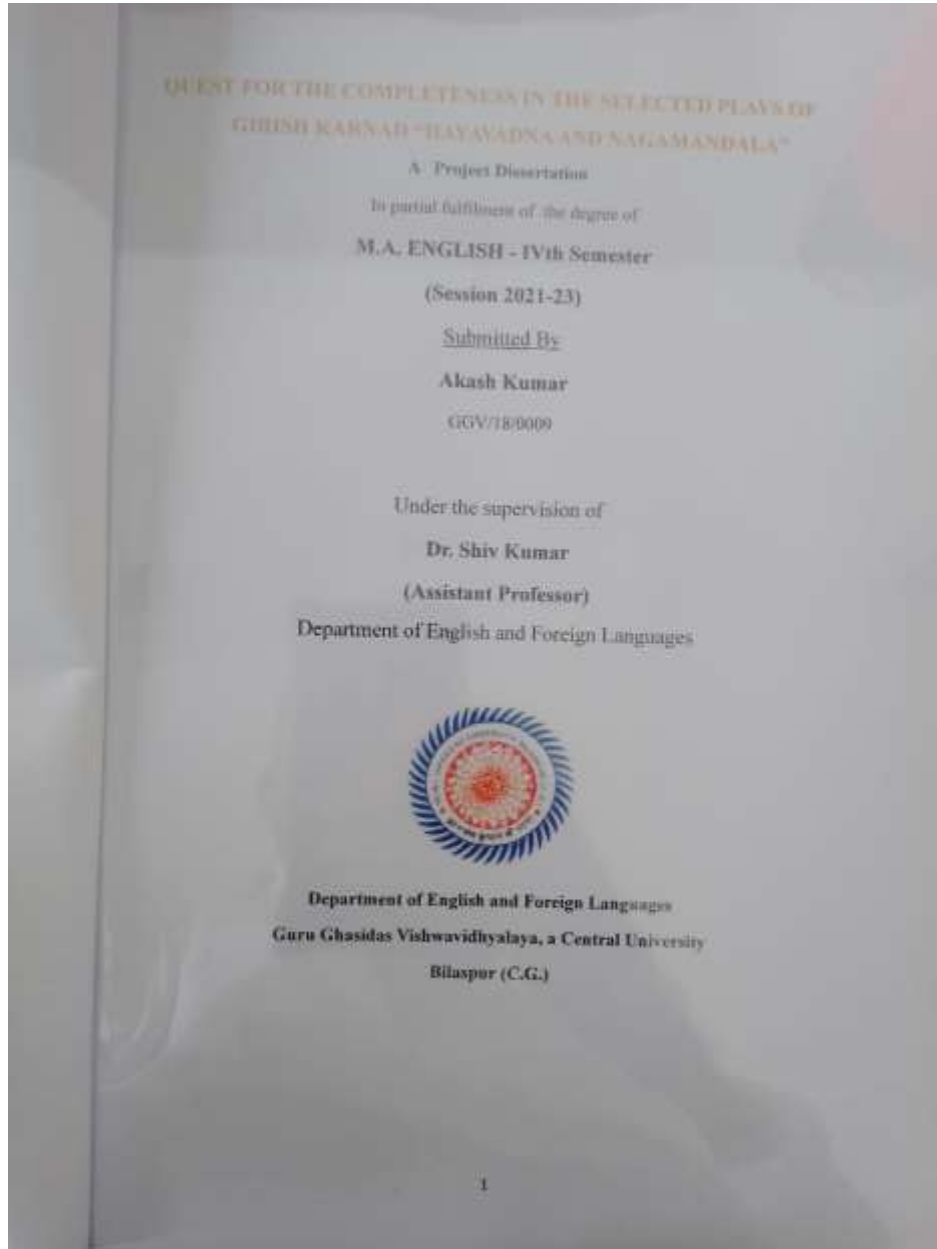 QUEST FOR THE COMPLETENESS IN THE SELECTED PLAYS OF
GIRISH KARNAD “HAYAVADNA AND NAGAMANDALA”
A Project Dissertation
In partial fulfilment of the degree of
M.A. ENGLISH - IVth Semester
(Session 2021-23)
Submitted By
Akash Kumar
GGV/18/0009
Under the supervision of
Dr. Shiv Kumar
(Assistant Professor)
Department of English and Foreign Languages
Department of English and Foreign Languages
Guru Ghasidas Vishwavidhyalaya, a Central University
Bilaspur (C.G.)
1